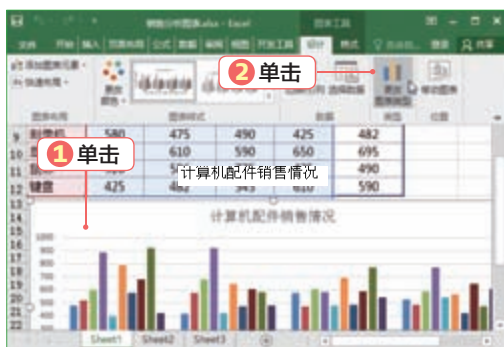 销售分析图表.xlsx - Excel
图表工具
文件 开始 插入 页面布局 公式 数据 审阅 视图 开发工具 设计 格式 登录 共享
添加图表元素
快速布局
更改颜色
选择数据
更改图表类型
移动图表
图表布局 图表样式 数据 类型 位置
2 单击
9 580 475 490 425 482
1 单击
10 610 590 650 695
11 490
计算机配件销售情况
12 键盘 425 482 543 610 590
13
14 计算机配件销售情况
15
16 1000
17 900
18 800
19 700
20 600
21 500
22 400
Sheet1 Sheet2 Sheet3